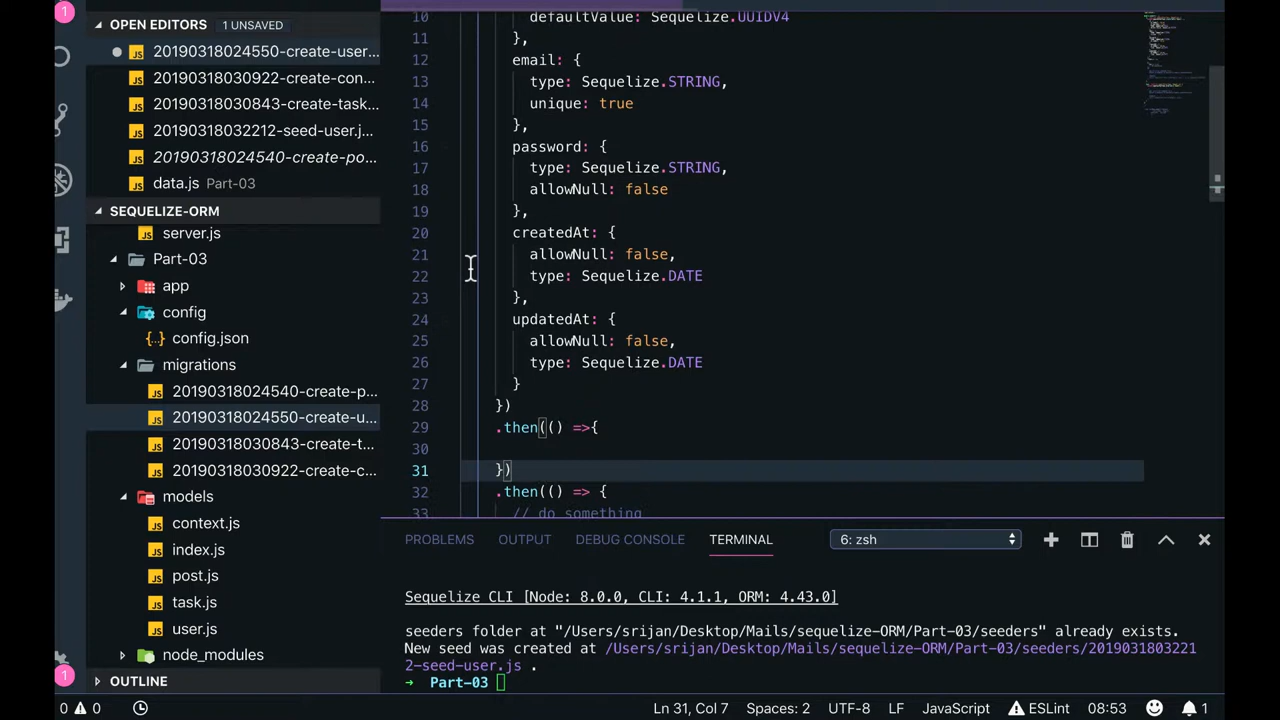 1
OPEN EDITORS 1 UNSAVED
20190318024550-create-user...
20190318030922-create-con...
20190318030843-create-task...
20190318032212-seed-user.j...
20190318024540-create-po...
data.js Part-03
SEQUELIZE-ORM
server.js
Part-03
app
config
{..} config.json
migrations
20190318024540-create-p...
20190318024550-create-u...
20190318030843-create-t...
20190318030922-create-c...
models
context.js
index.js
post.js
task.js
user.js
node_modules
OUTLINE
1
10 defaultValue: Sequelize.UUIDV4
11 },
12 email: {
13 type: Sequelize.STRING,
14 unique: true
15 },
16 password: {
17 type: Sequelize.STRING,
18 allowNull: false
19 },
20 createdAt: {
21 allowNull: false,
22 type: Sequelize.DATE
23 },
24 updatedAt: {
25 allowNull: false,
26 type: Sequelize.DATE
27 }
28 })
29 .then(() =>{
30
31 })
32 .then(() => {
33 // do something
PROBLEMS OUTPUT DEBUG CONSOLE TERMINAL 6: zsh
Sequelize CLI [Node: 8.0.0, CLI: 4.1.1, ORM: 4.43.0]
seeders folder at "/Users/srijan/Desktop/Mails/sequelize-ORM/Part-03/seeders" already exists.
New seed was created at /Users/srijan/Desktop/Mails/sequelize-ORM/Part-03/seeders/2019031803221
2-seed-user.js .
→ Part-03
0 0 Ln 31, Col 7 Spaces: 2 UTF-8 LF JavaScript ESLint 08:53 1